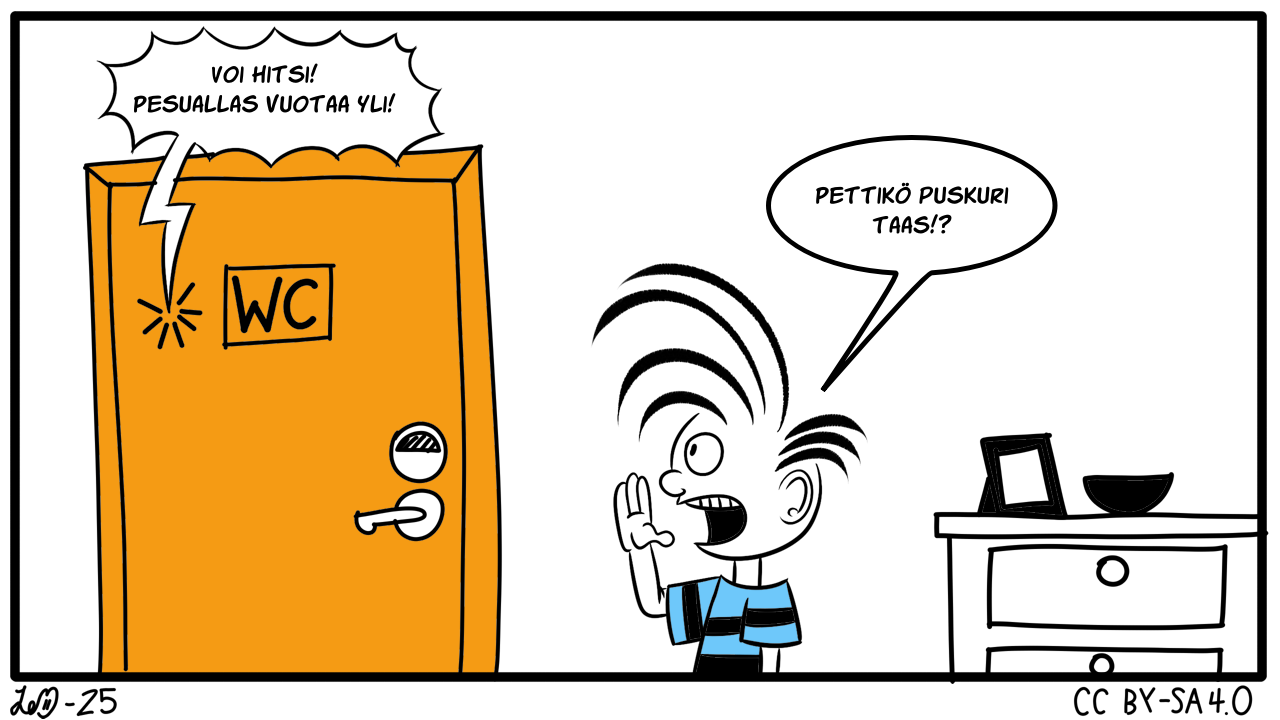 VOI HITSI!
PESUALLAS VUOTAA YLI!
PETTIKÖ PUSKURI
TAAS!?
WC
-25
CC BY-SA 4.0